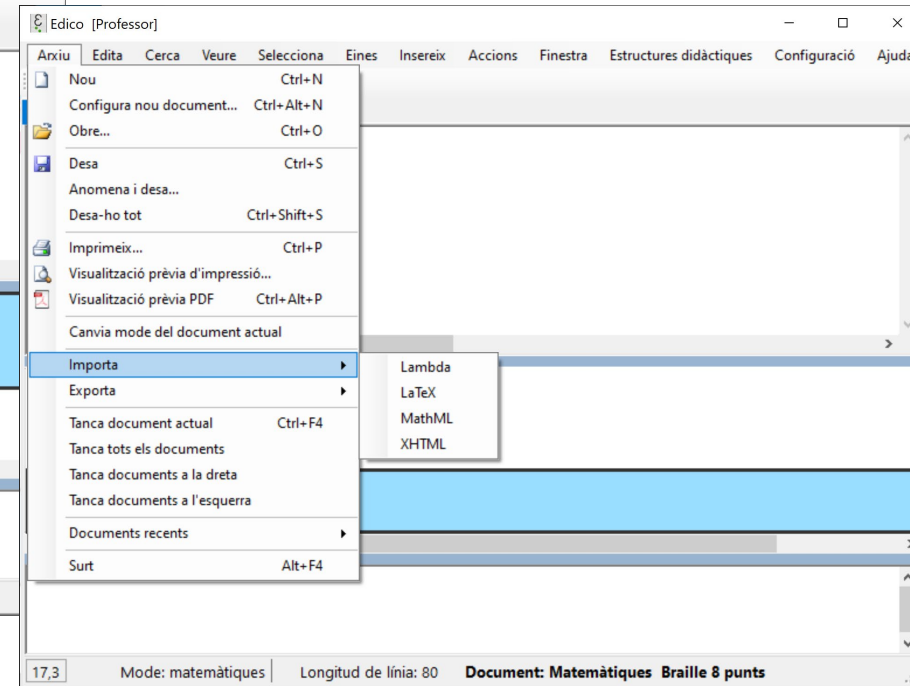 Edico [Professor]
Arxiu Edita Cerca Veure Selecciona Eines Insereix Accions Finestra Estructures didàctiques Configuració Ajuda
Nou Ctrl+N
Configura nou document... Ctrl+Alt+N
Obre... Ctrl+O
Desa Ctrl+S
Anomena i desa...
Desa-ho tot Ctrl+Shift+S
Imprimeix... Ctrl+P
Visualització prèvia d'impressió...
Visualització prèvia PDF Ctrl+Alt+P
Canvia mode del document actual
Importa
Lambda
LaTeX
MathML
XHTML
Exporta
Tanca document actual Ctrl+F4
Tanca tots els documents
Tanca documents a la dreta
Tanca documents a l'esquerra
Documents recents
Surt Alt+F4
17,3 Mode: matemàtiques Longitud de línia: 80 Document: Matemàtiques Braille 8 punts